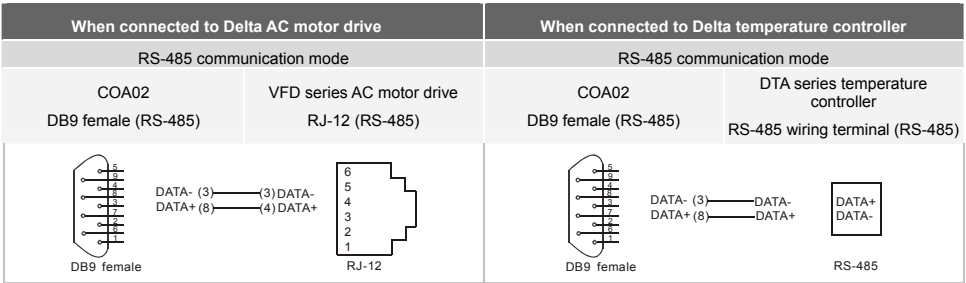 When connected to Delta AC motor drive
When connected to Delta temperature controller
RS-485 communication mode
RS-485 communication mode
COA02
DB9 female (RS-485)
VFD series AC motor drive
RJ-12 (RS-485)
COA02
DB9 female (RS-485)
DTA series temperature
controller
RS-485 wiring terminal (RS-485)
5
9
4
8
3
7
2
6
1
DB9 female
DATA- (3) (3) DATA-
DATA+ (8) (4) DATA+
6
5
4
3
2
1
RJ-12
5
9
4
8
3
7
2
6
1
DB9 female
DATA- (3) DATA-
DATA+ (8) DATA+
DATA+
DATA-
RS-485